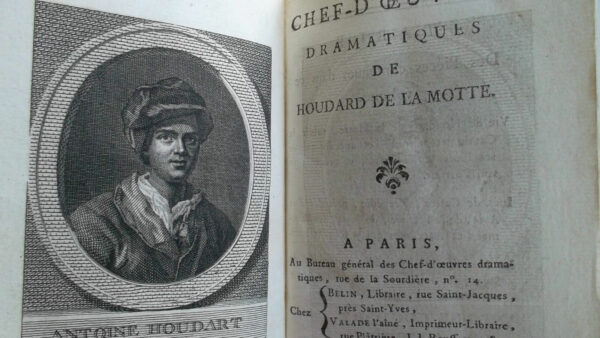 ANTOINE HOUDART
CHEF-D'ŒUV
DRAMATIQUES
DE
HOUDARD DE LA MOTTE.
A PARIS,
Au Bureau général des Chef-d'œuvres drama-
tiques, rue de la Sourdière, n°. 14.
Chez
BELIN, Libraire, rue Saint-Jacques,
près Saint-Yves,
VALADE l'aîné, Imprimeur-Libraire,